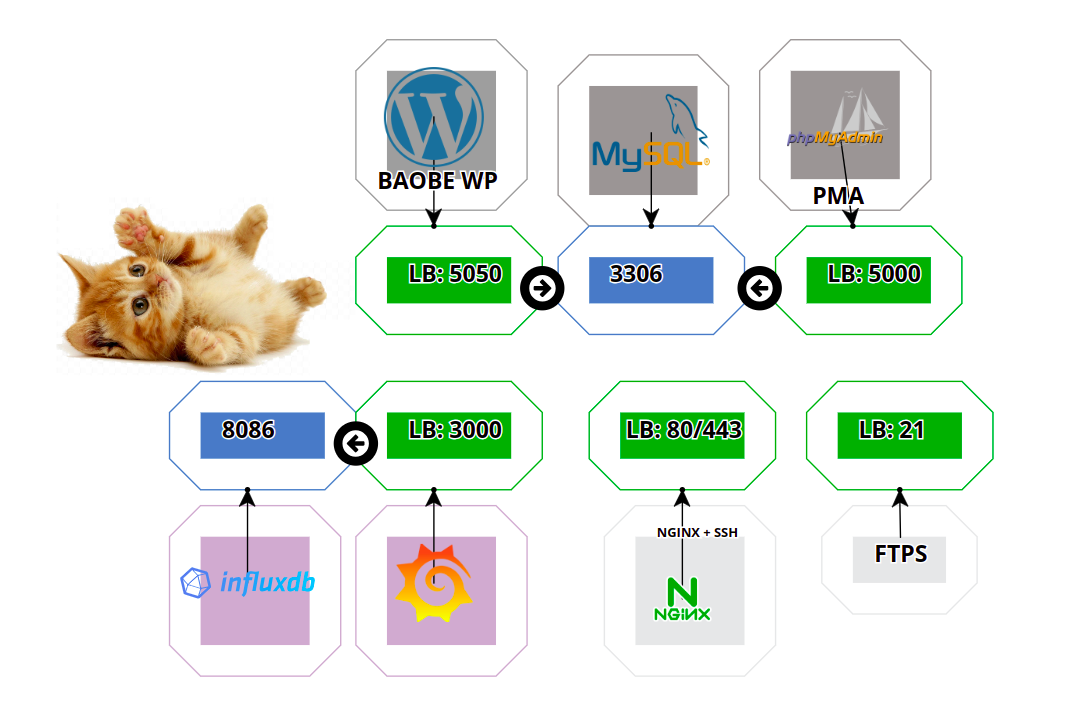 BAOBE WP
MySQL®
phpMyAdmin
PMA
LB: 5050
3306
LB: 5000
8086
LB: 3000
LB: 80/443
LB: 21
influxdb
NGINX + SSH
NGINX
FTPS